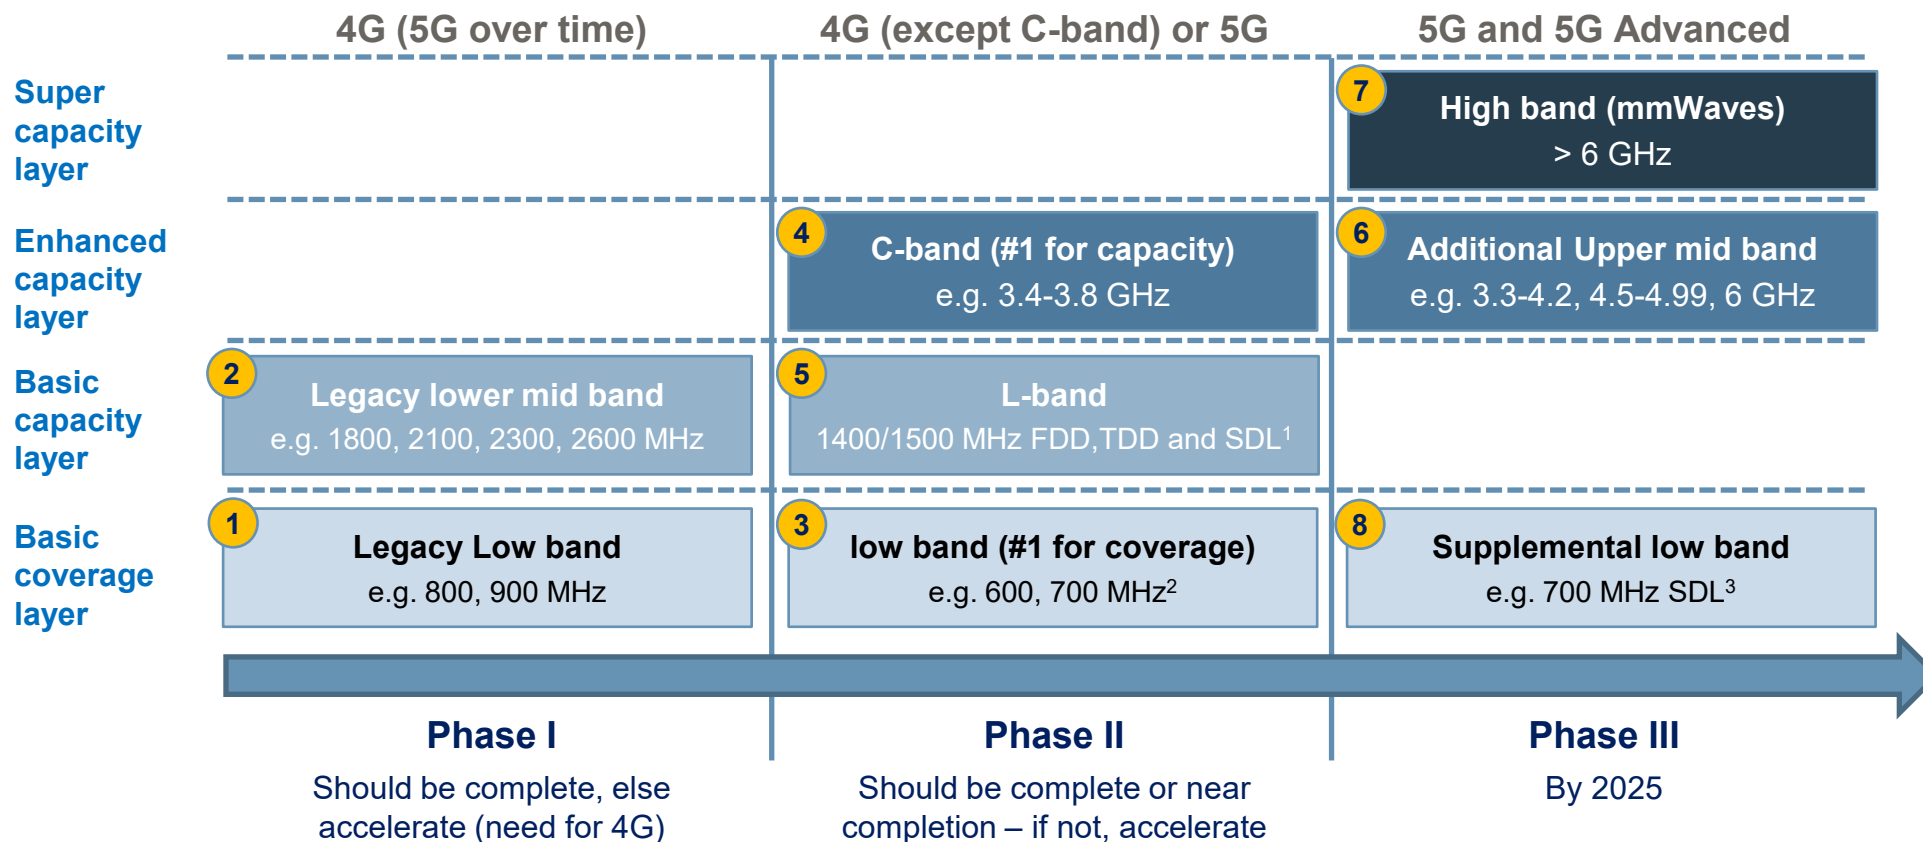 4G (5G over time)
4G (except C-band) or 5G
5G and 5G Advanced
Super
capacity
layer
7
High band (mmWaves)
> 6 GHz
Enhanced
capacity
layer
4
C-band (#1 for capacity)
e.g. 3.4-3.8 GHz
6
Additional Upper mid band
e.g. 3.3-4.2, 4.5-4.99, 6 GHz
Basic
capacity
layer
2
Legacy lower mid band
e.g. 1800, 2100, 2300, 2600 MHz
5
L-band
1400/1500 MHz FDD,TDD and SDL¹
Basic
coverage
layer
1
Legacy Low band
e.g. 800, 900 MHz
3
low band (#1 for coverage)
e.g. 600, 700 MHz²
8
Supplemental low band
e.g. 700 MHz SDL³
Phase I
Should be complete, else
accelerate (need for 4G)
Phase II
Should be complete or near
completion – if not, accelerate
Phase III
By 2025